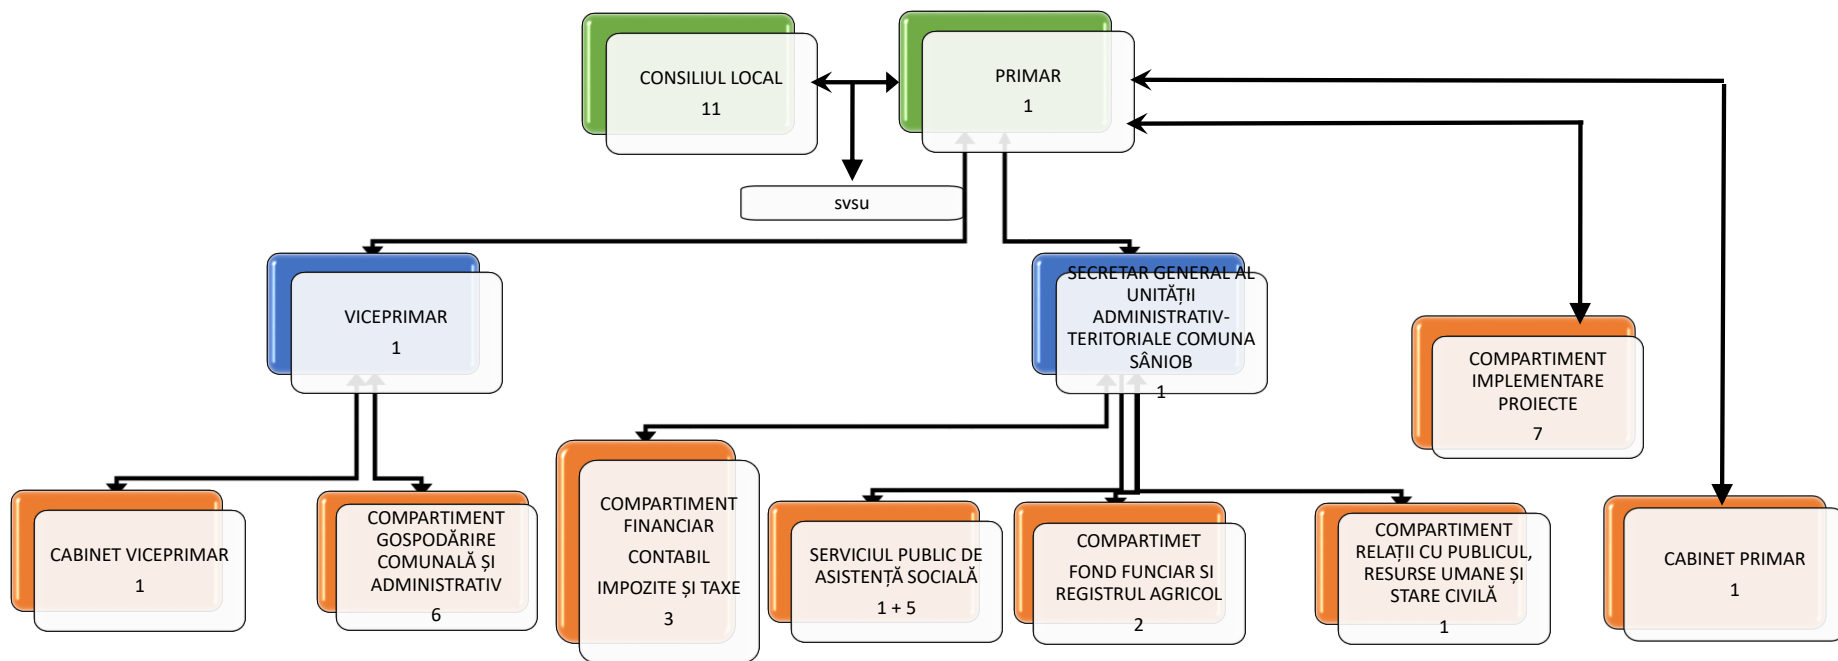 CONSILIUL LOCAL
11
PRIMAR
1
svsu
VICEPRIMAR
1
SECRETAR GENERAL AL
UNITĂȚII
ADMINISTRATIV-
TERITORIALE COMUNA
SÂNIOB
1
COMPARTIMENT
IMPLEMENTARE
PROIECTE
7
CABINET VICEPRIMAR
1
COMPARTIMENT
GOSPODĂRIRE
COMUNALĂ ȘI
ADMINISTRATIV
6
COMPARTIMENT
FINANCIAR
CONTABIL
IMPOZITE ȘI TAXE
3
SERVICIUL PUBLIC DE
ASISTENȚĂ SOCIALĂ
1 + 5
COMPARTIMET
FOND FUNCIAR SI
REGISTRUL AGRICOL
2
COMPARTIMENT
RELAȚII CU PUBLICUL,
RESURSE UMANE ȘI
STARE CIVILĂ
1
CABINET PRIMAR
1